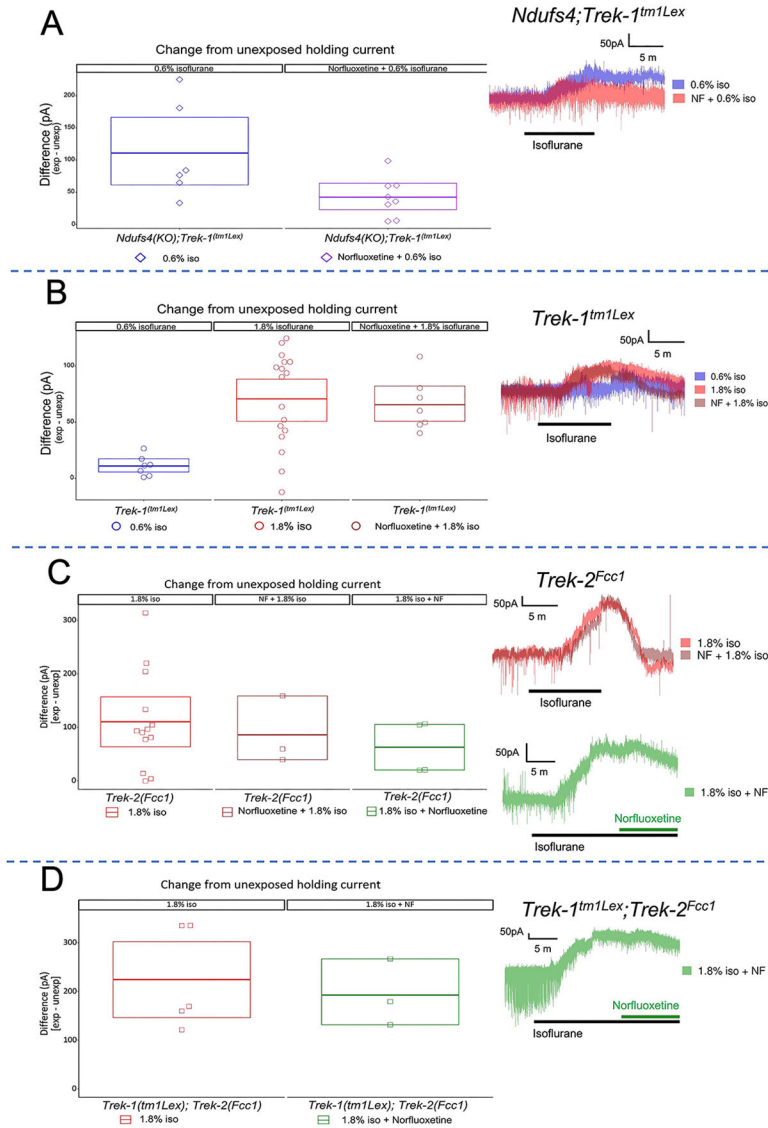 A
Ndufs4;Trek-1tm1Lex
Change from unexposed holding current
0.6% isoflurane
Norfluoxetine + 0.6% isoflurane
Difference (pA)
(exp - unexp)
200
150
100
50
0
Ndufs4(KO);Trek-1(tm1Lex)
Ndufs4(KO);Trek-1(tm1Lex)
0.6% iso
Norfluoxetine + 0.6% iso
50pA
5 m
0.6% iso
NF + 0.6% iso
Isoflurane
B
Trek-1tm1Lex
Change from unexposed holding current
0.6% isoflurane
1.8% isoflurane
Norfluoxetine + 1.8% isoflurane
Difference (pA)
(exp - unexp)
100
50
0
Trek-1(tm1Lex)
Trek-1(tm1Lex)
Trek-1(tm1Lex)
0.6% iso
1.8% iso
Norfluoxetine + 1.8% iso
50pA
5 m
0.6% iso
1.8% iso
NF + 1.8% iso
Isoflurane
C
Trek-2Fcc1
Change from unexposed holding current
1.8% iso
NF + 1.8% iso
1.8% iso + NF
Difference (pA)
[exp - unexp]
300
200
100
0
Trek-2(Fcc1)
Trek-2(Fcc1)
Trek-2(Fcc1)
1.8% iso
Norfluoxetine + 1.8% iso
1.8% iso + Norfluoxetine
50pA
5 m
1.8% iso
NF + 1.8% iso
Isoflurane
50pA
5 m
1.8% iso + NF
Norfluoxetine
Isoflurane
D
Trek-1tm1Lex;Trek-2Fcc1
Change from unexposed holding current
1.8% iso
1.8% iso + NF
Difference (pA)
[exp - unexp]
300
200
100
0
Trek-1(tm1Lex); Trek-2(Fcc1)
Trek-1(tm1Lex); Trek-2(Fcc1)
1.8% iso
1.8% iso + Norfluoxetine
50pA
5 m
1.8% iso + NF
Norfluoxetine
Isoflurane